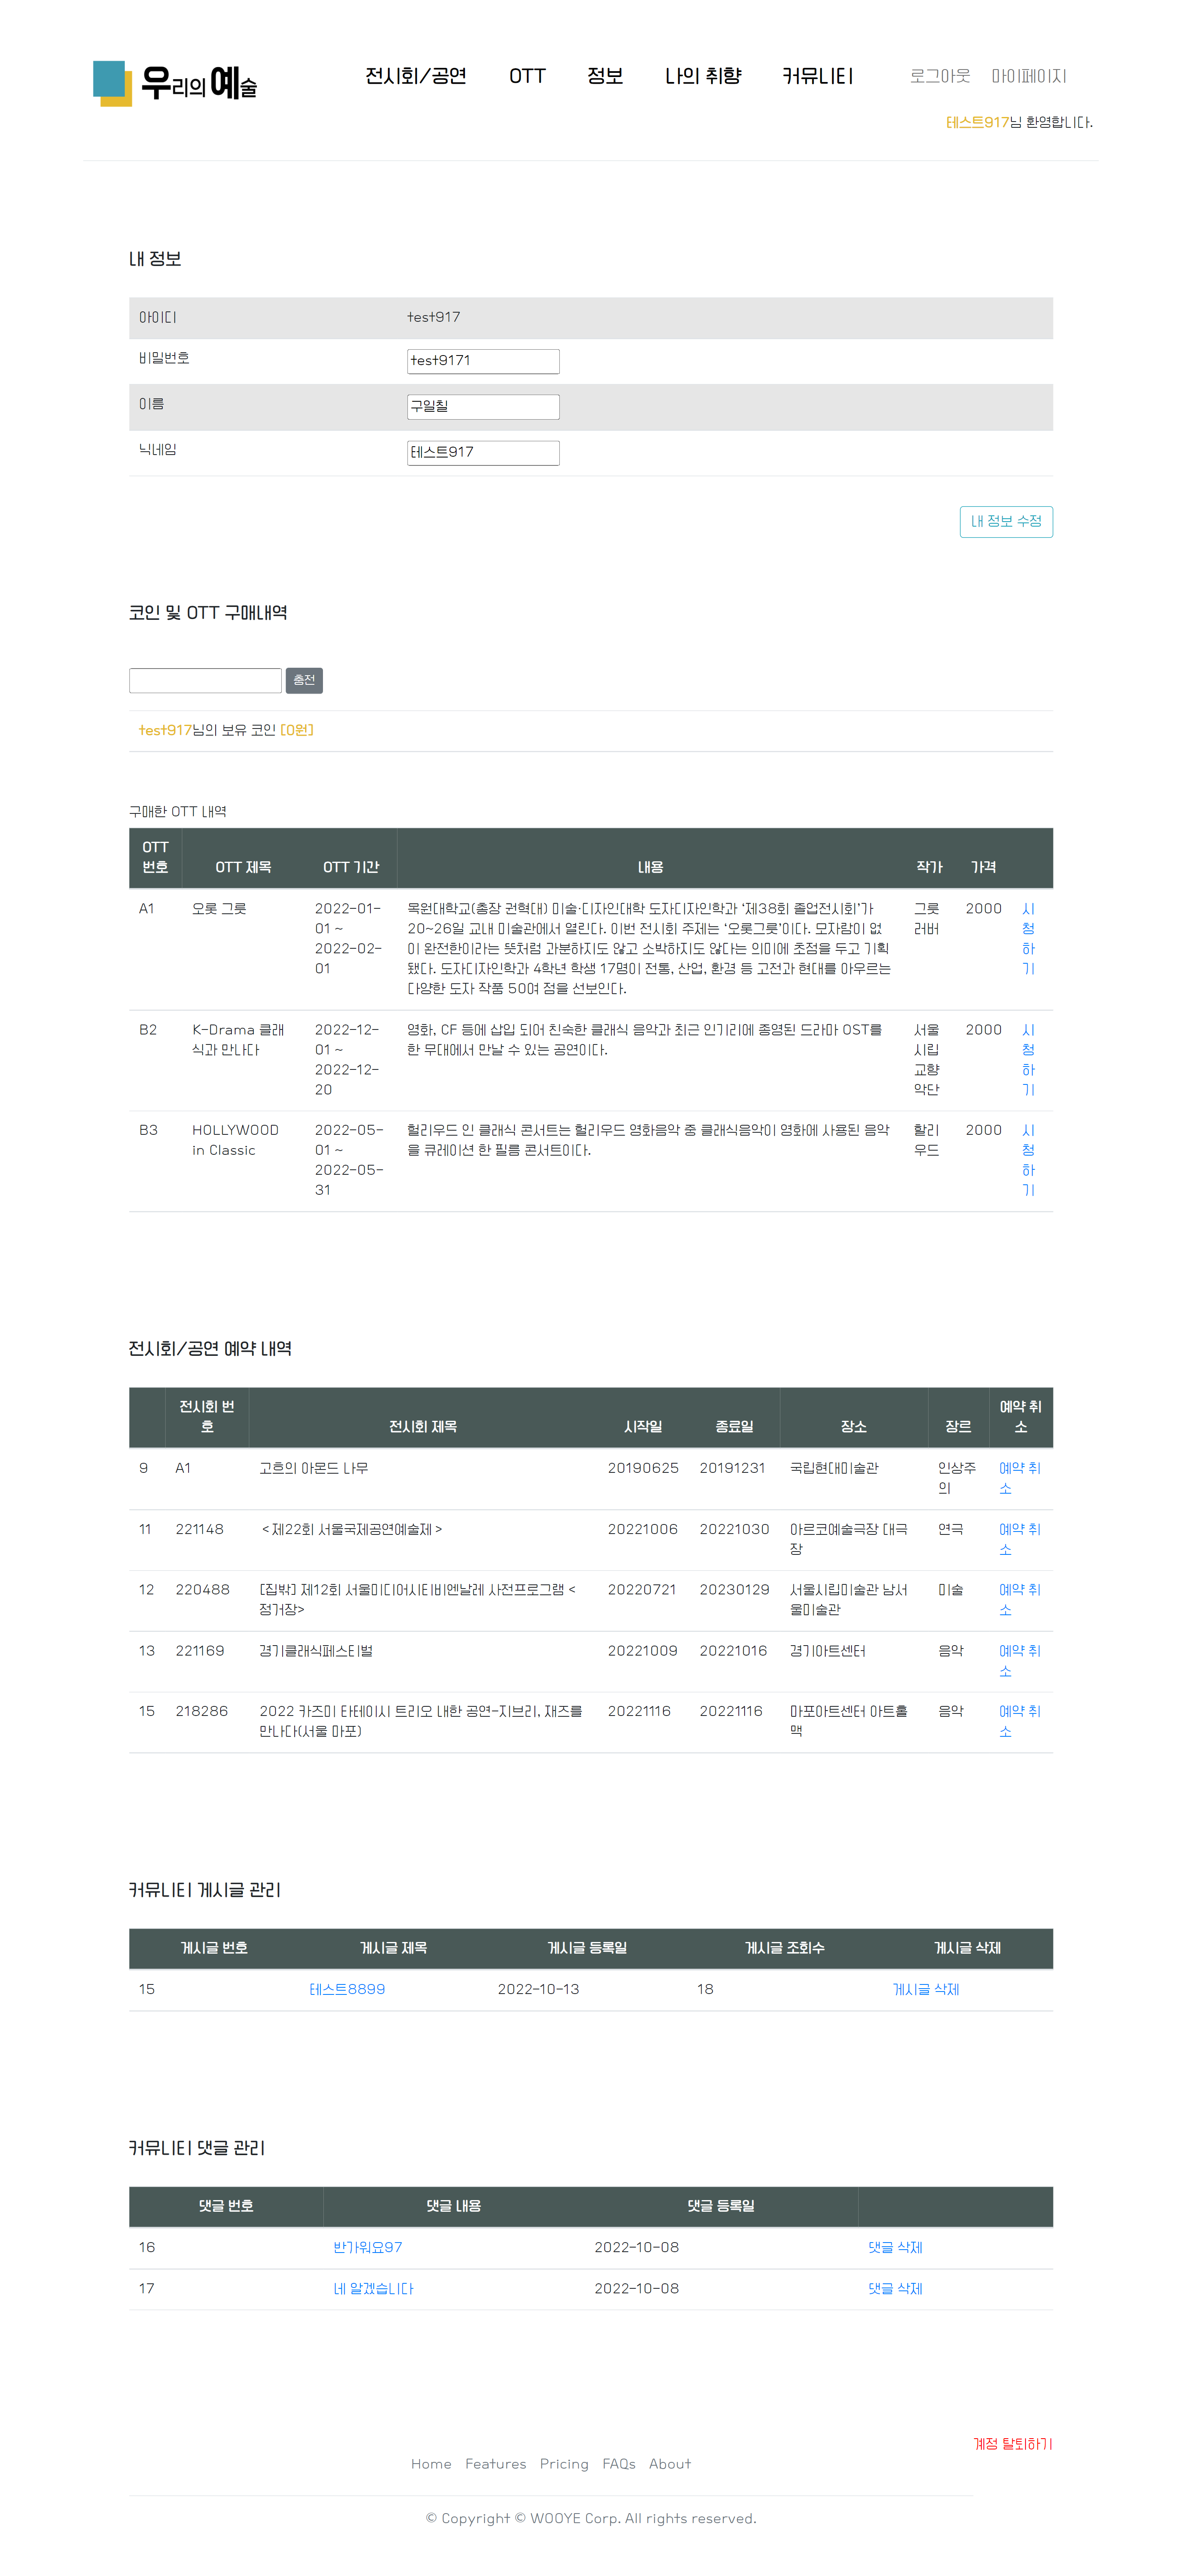 우리의 예술
전시회/공연 OTT 정보 나의 취향 커뮤니티 로그아웃 마이페이지
테스트917님 환영합니다.
내 정보
아이디 test917
비밀번호 test9171
이름 구일칠
닉네임 테스트917
내 정보 수정
코인 및 OTT 구매내역
충전
test917님의 보유 코인 [0원]
구매한 OTT 내역
OTT
번호 OTT 제목 OTT 기간 내용 작가 가격
A1 오롯 그릇 2022-01- 목원대학교(총장 권혁대) 미술·디자인대학 도자디자인학과 ‘제38회 졸업전시회’가 그릇 2000 시
01 ~ 20~26일 교내 미술관에서 열린다. 이번 전시회 주제는 ‘오롯그릇’이다. 모자람이 없 러버 청
2022-02- 이 완전한이라는 뜻처럼 과분하지도 않고 소박하지도 않다는 의미에 초점을 두고 기획 하
01 됐다. 도자디자인학과 4학년 학생 17명이 전통, 산업, 환경 등 고전과 현대를 아우르는 기
다양한 도자 작품 50여 점을 선보인다.
B2 K-Drama 클래 2022-12- 영화, CF 등에 삽입 되어 친숙한 클래식 음악과 최근 인기리에 종영된 드라마 OST를 서울 2000 시
식과 만나다 01 ~ 한 무대에서 만날 수 있는 공연이다. 시립 청
2022-12- 교향 하
20 악단 기
B3 HOLLYWOOD 2022-05- 헐리우드 인 클래식 콘서트는 헐리우드 영화음악 중 클래식음악이 영화에 사용된 음악 할리 2000 시
in Classic 01 ~ 을 큐레이션 한 필름 콘서트이다. 우드 청
2022-05- 하
31 기
전시회/공연 예약 내역
전시회 번 예약 취
호 전시회 제목 시작일 종료일 장소 장르 소
9 A1 고흐의 아몬드 나무 20190625 20191231 국립현대미술관 인상주 예약 취
의 소
11 221148 <제22회 서울국제공연예술제> 20221006 20221030 아르코예술극장 대극 연극 예약 취
장 소
12 220488 [집밖] 제12회 서울미디어시티비엔날레 사전프로그램 < 20220721 20230129 서울시립미술관 남서 미술 예약 취
정거장> 울미술관 소
13 221169 경기클래식페스티벌 20221009 20221016 경기아트센터 음악 예약 취
소
15 218286 2022 카즈미 타테이시 트리오 내한 공연-지브리, 재즈를 20221116 20221116 마포아트센터 아트홀 음악 예약 취
만나다(서울 마포) 맥 소
커뮤니티 게시글 관리
게시글 번호 게시글 제목 게시글 등록일 게시글 조회수 게시글 삭제
15 테스트8899 2022-10-13 18 게시글 삭제
커뮤니티 댓글 관리
댓글 번호 댓글 내용 댓글 등록일
16 반가워요97 2022-10-08 댓글 삭제
17 네 알겠습니다 2022-10-08 댓글 삭제
계정 탈퇴하기
Home Features Pricing FAQs About
© Copyright © WOOYE Corp. All rights reserved.